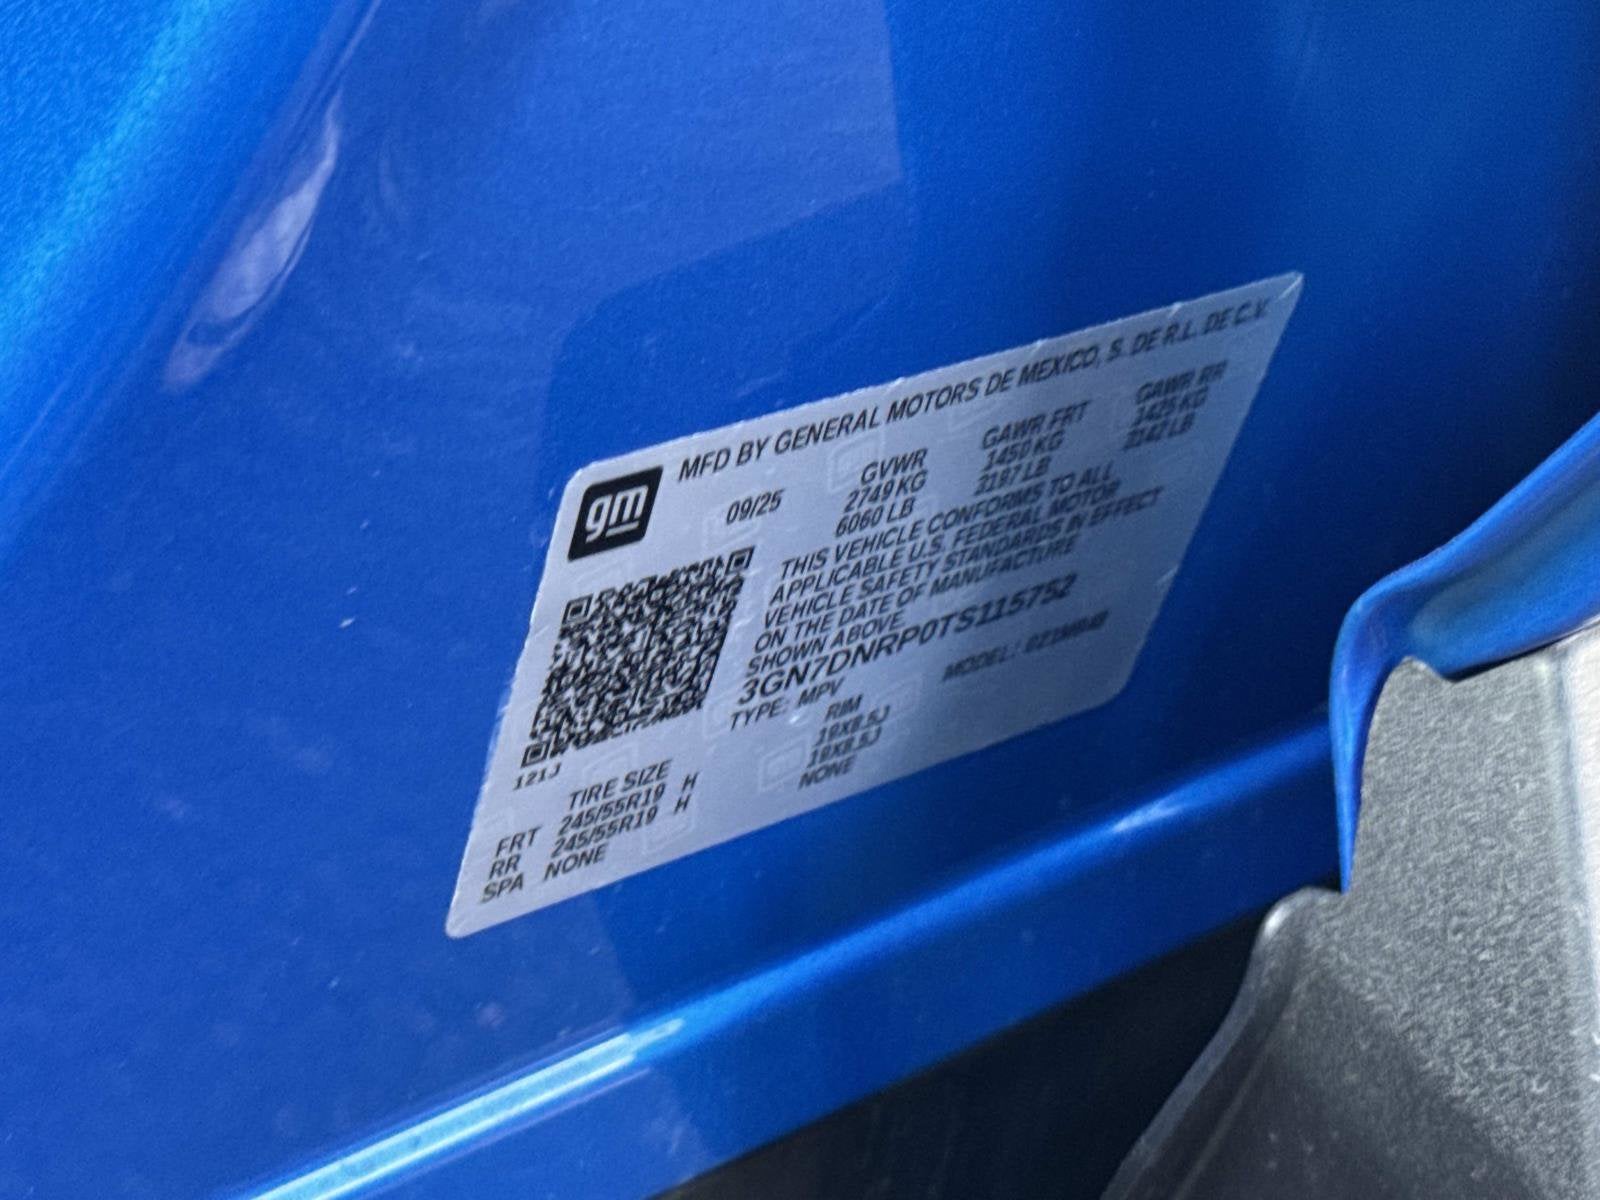 MFD BY GENERAL MOTORS DE MEXICO, S. DE R.L. DE C.V.
gm
09/25 GVWR GAWR FRT GAWR RR
2749 KG 1450 KG 1425 KG
6060 LB 3197 LB 3142 LB
THIS VEHICLE CONFORMS TO ALL
APPLICABLE U.S. FEDERAL MOTOR
VEHICLE SAFETY STANDARDS IN EFFECT
ON THE DATE OF MANUFACTURE
SHOWN ABOVE.
3GN7DNRP0TS115752
TYPE: MPV MODEL:
121J
TIRE SIZE RIM
FRT 245/55R19 H 19X8.5J
RR 245/55R19 H 19X8.5J
SPA NONE NONE